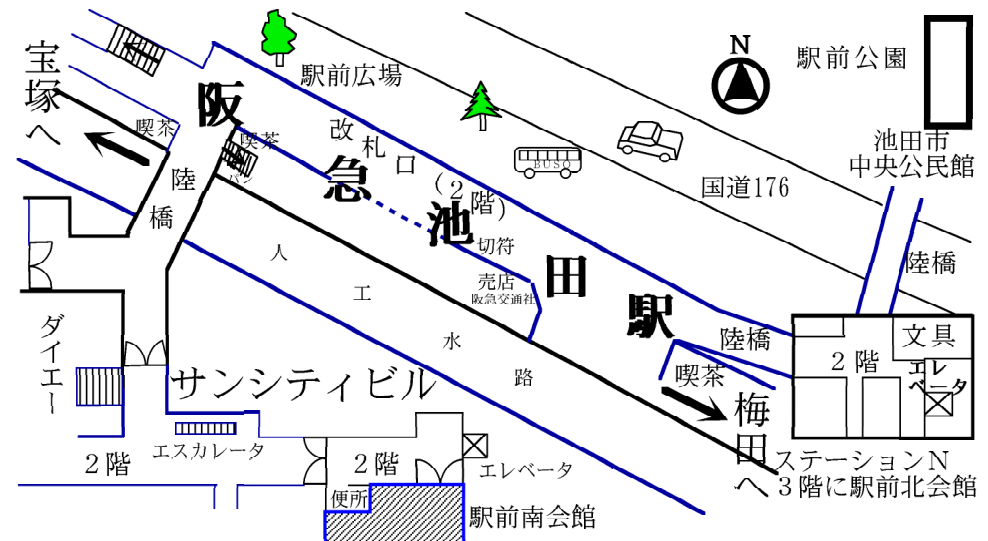 宝塚へ
駅前広場
N
駅前公園
池田市
中央公民館
喫茶
喫茶
パン
陸橋
阪急池田駅
改札口
(2階)
切符
売店
阪急交通社
BUSO
国道176
陸橋
陸橋
文具
2階
エレベータ
喫茶
梅田へ
ステーションN
3階に駅前北会館
人工水路
ダイエー
サンシティビル
エスカレータ
2階
2階
エレベータ
便所
駅前南会館